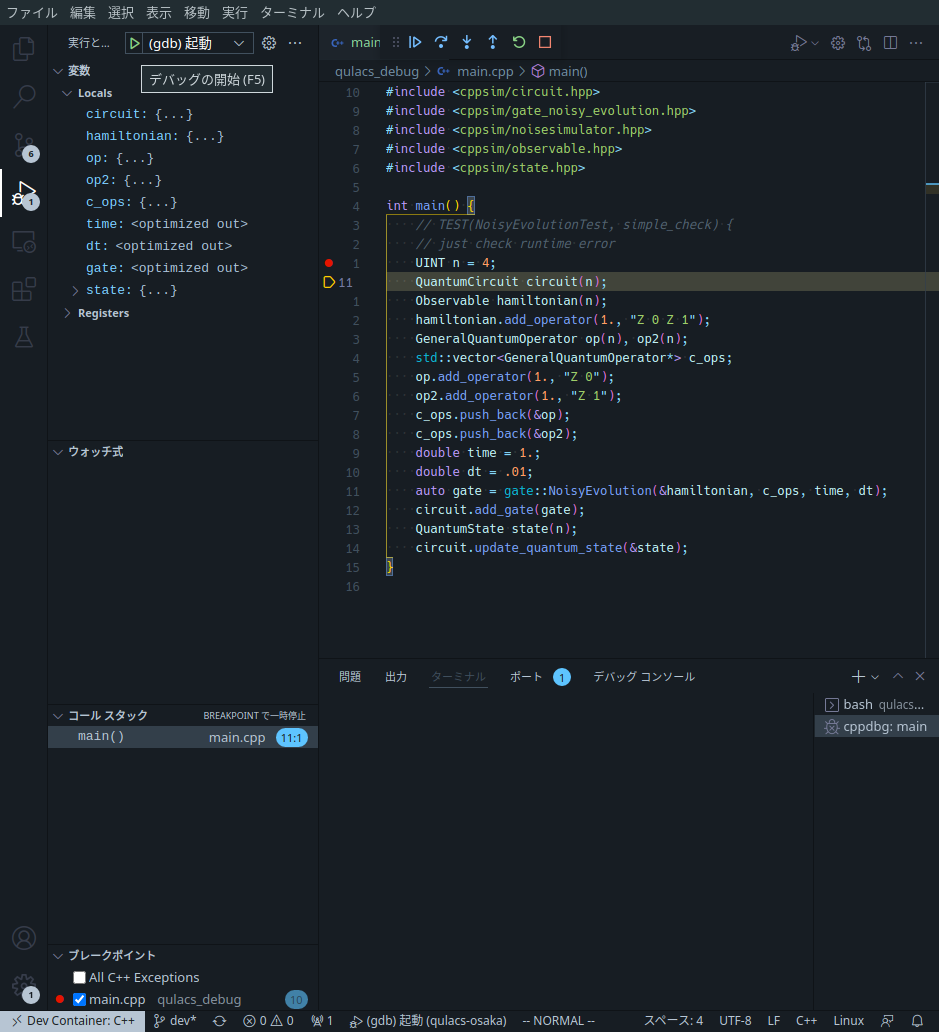 ファイル 編集 選択 表示 移動 実行 ターミナル ヘルプ
実行と... (gdb) 起動
デバッグの開始 (F5)
変数
Locals
circuit: {...}
hamiltonian: {...}
op: {...}
op2: {...}
c_ops: {...}
time: <optimized out>
dt: <optimized out>
gate: <optimized out>
state: {...}
Registers
6
1
ウォッチ式
コール スタック BREAKPOINT で一時停止
main() main.cpp 11:1
ブレークポイント
All C++ Exceptions
main.cpp qulacs_debug 10
1
main
qulacs_debug > main.cpp > main()
10 #include <cppsim/circuit.hpp>
9 #include <cppsim/gate_noisy_evolution.hpp>
8 #include <cppsim/noisesimulator.hpp>
7 #include <cppsim/observable.hpp>
6 #include <cppsim/state.hpp>
5
4 int main() {
3 // TEST(NoisyEvolutionTest, simple_check) {
2 // just check runtime error
1 UINT n = 4;
11 QuantumCircuit circuit(n);
1 Observable hamiltonian(n);
2 hamiltonian.add_operator(1., "Z 0 Z 1");
3 GeneralQuantumOperator op(n), op2(n);
4 std::vector<GeneralQuantumOperator*> c_ops;
5 op.add_operator(1., "Z 0");
6 op2.add_operator(1., "Z 1");
7 c_ops.push_back(&op);
8 c_ops.push_back(&op2);
9 double time = 1.;
10 double dt = .01;
11 auto gate = gate::NoisyEvolution(&hamiltonian, c_ops, time, dt);
12 circuit.add_gate(gate);
13 QuantumState state(n);
14 circuit.update_quantum_state(&state);
15 }
16
問題 出力 ターミナル ポート 1 デバッグ コンソール
bash qulacs...
cppdbg: main
Dev Container: C++ dev* 0 0 1 (gdb) 起動 (qulacs-osaka) -- NORMAL -- スペース: 4 UTF-8 LF C++ Linux